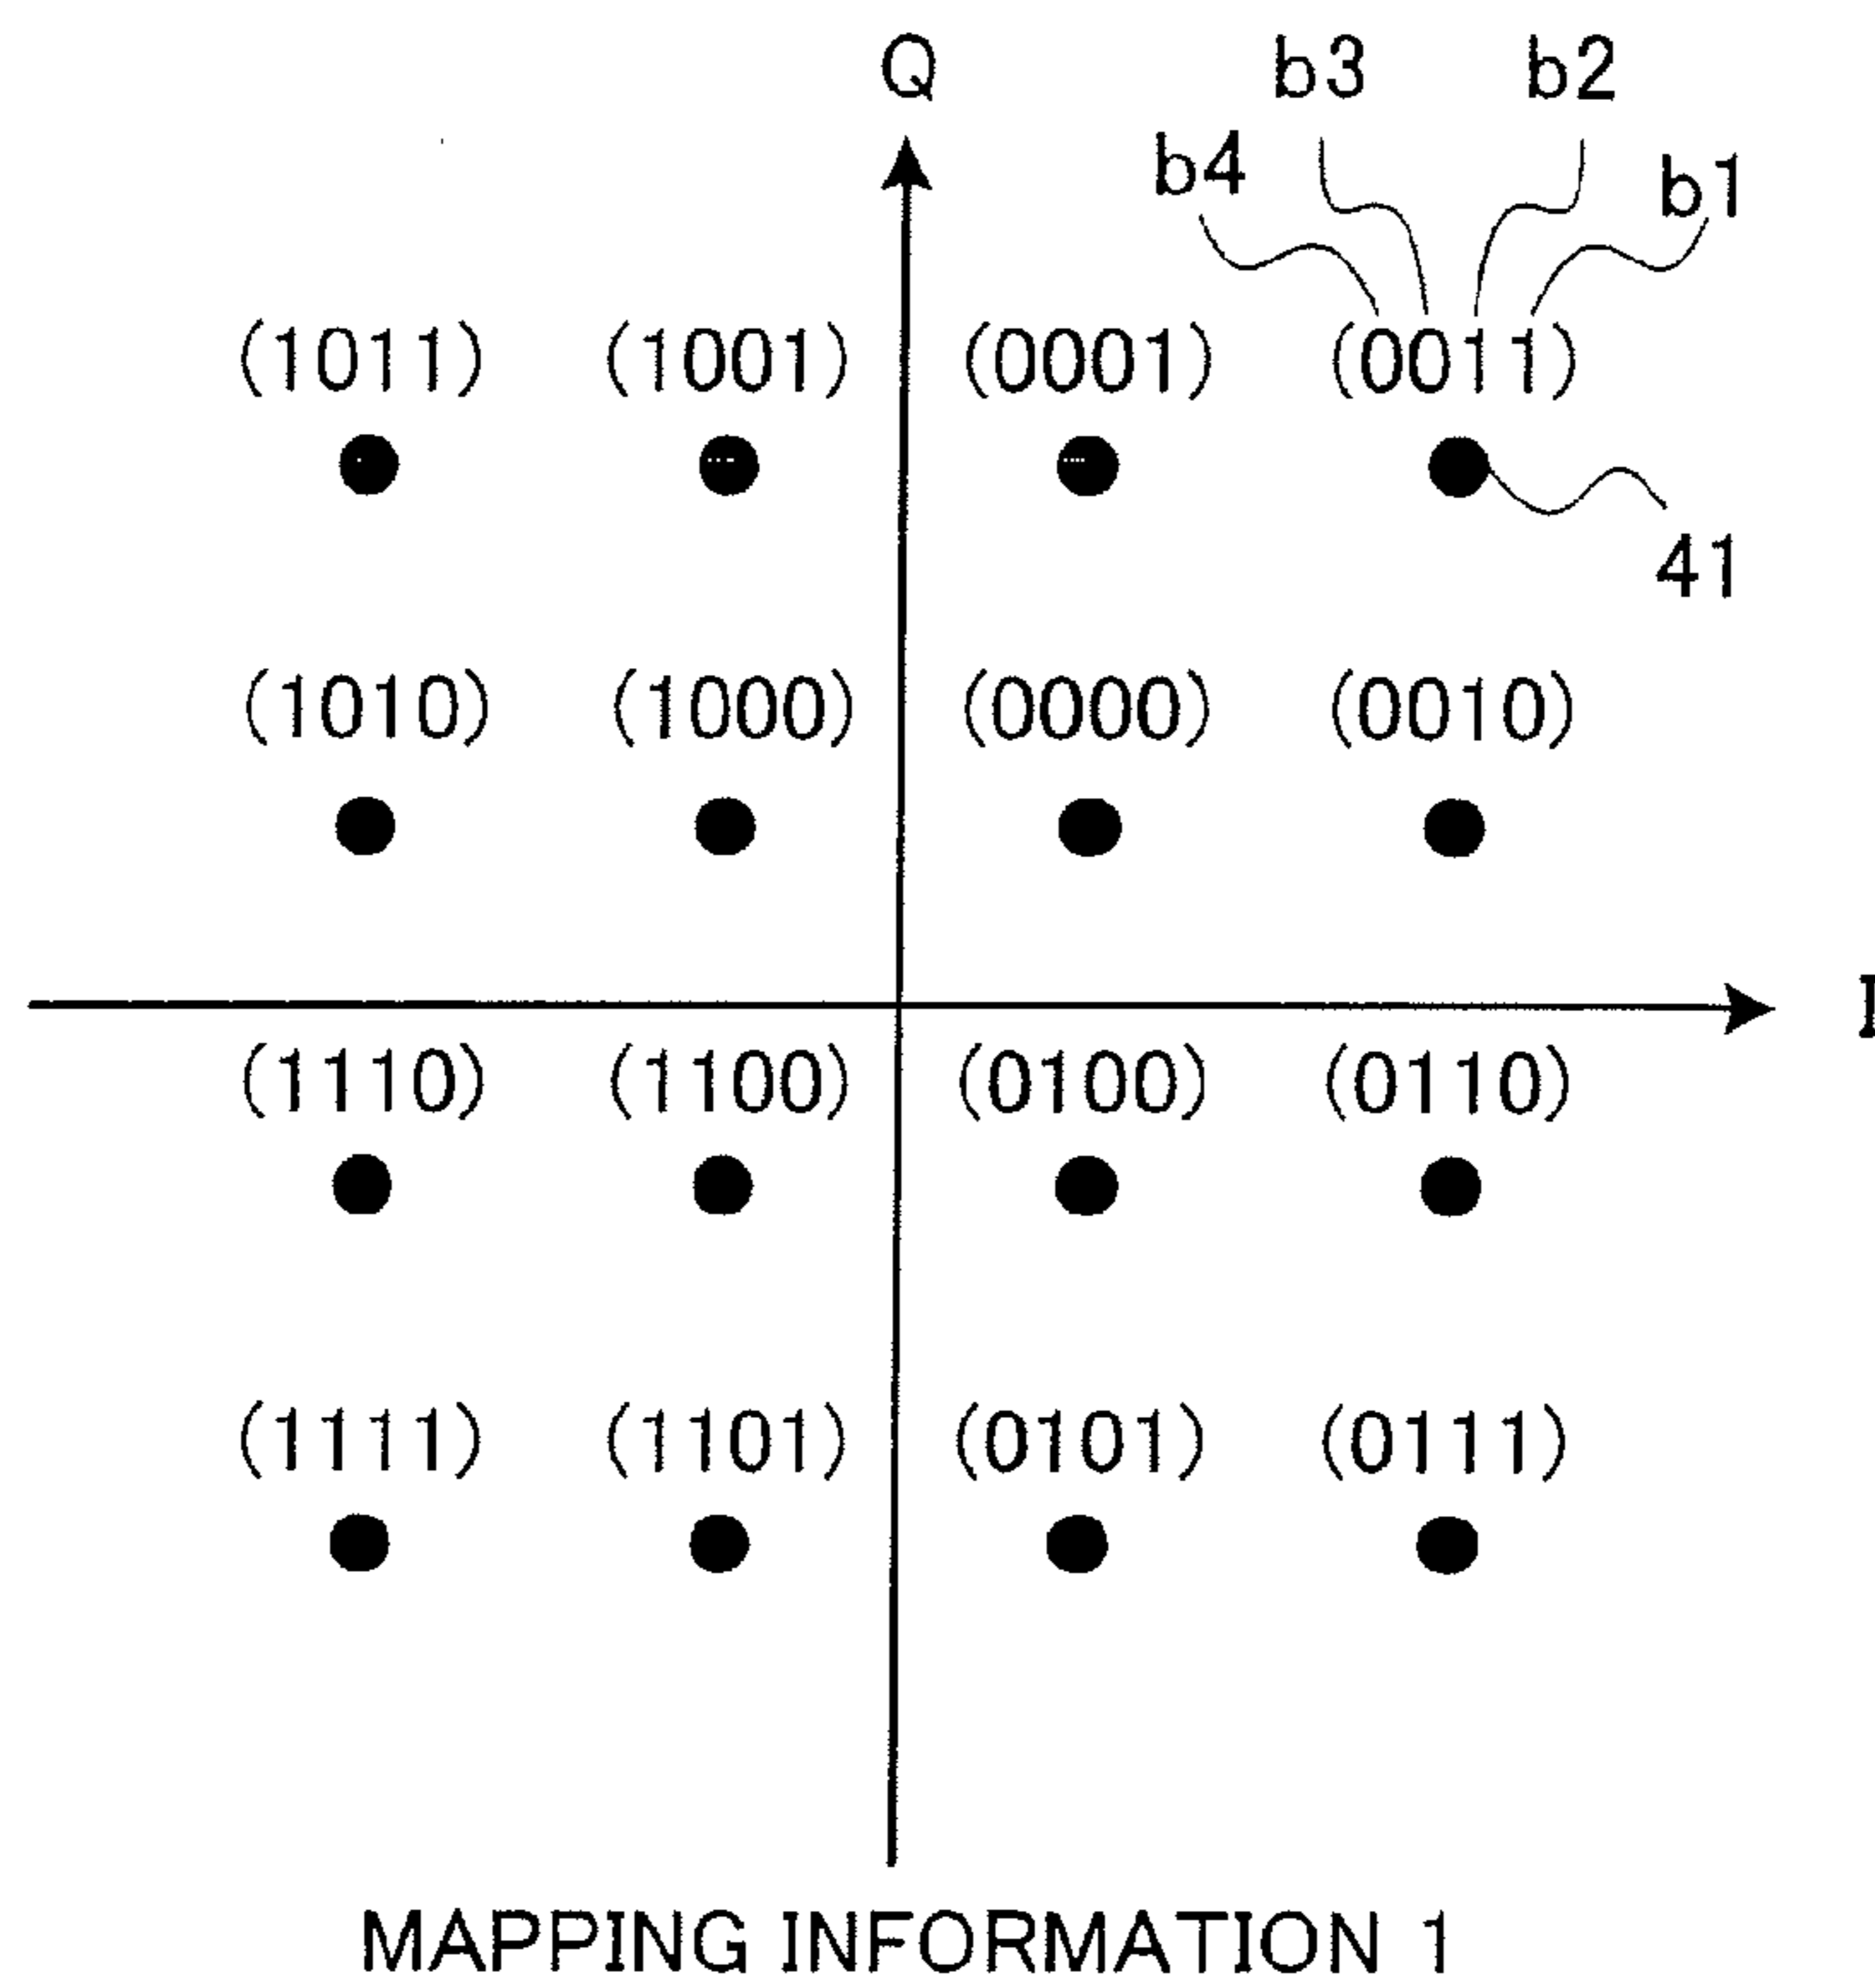 Q
b3 b2
b4 b1
(1011) (1001) (0001) (0011)
41
(1010) (1000) (0000) (0010)
I
(1110) (1100) (0100) (0110)
(1111) (1101) (0101) (0111)
MAPPING INFORMATION 1